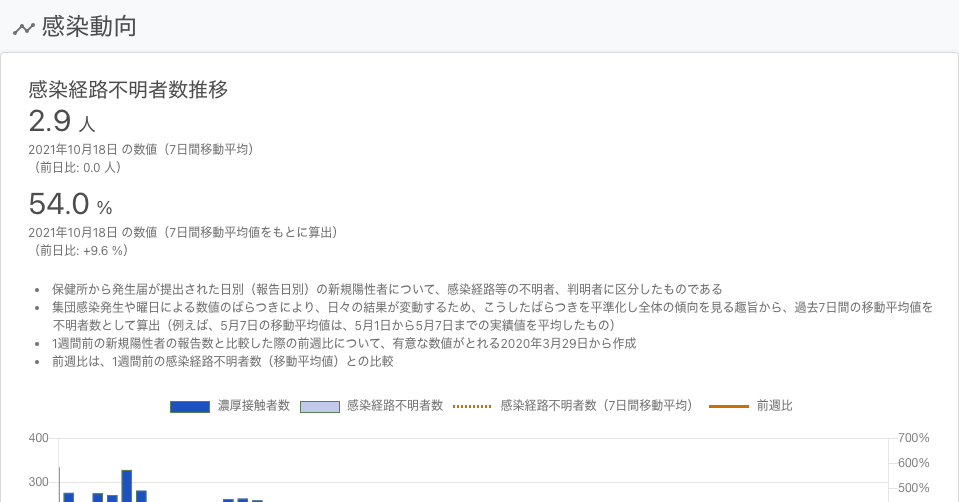 感染動向
感染経路不明者数推移
2.9 人
2021年10月18日 の数値（7日間移動平均）
（前日比: 0.0 人）
54.0 %
2021年10月18日 の数値（7日間移動平均値をもとに算出）
（前日比: +9.6 %）
• 保健所から発生届が提出された日別（報告日別）の新規陽性者について、感染経路等の不明者、判明者に区分したものである
• 集団感染発生や曜日による数値のばらつきにより、日々の結果が変動するため、こうしたばらつきを平準化し全体の傾向を見る趣旨から、過去7日間の移動平均値を
不明者数として算出（例えば、5月7日の移動平均値は、5月1日から5月7日までの実績値を平均したもの）
• 1週間前の新規陽性者の報告数と比較した際の前週比について、有意な数値がとれる2020年3月29日から作成
• 前週比は、1週間前の感染経路不明者数（移動平均値）との比較
濃厚接触者数 感染経路不明者数 感染経路不明者数（7日間移動平均） 前週比
400 700%
600%
300 500%